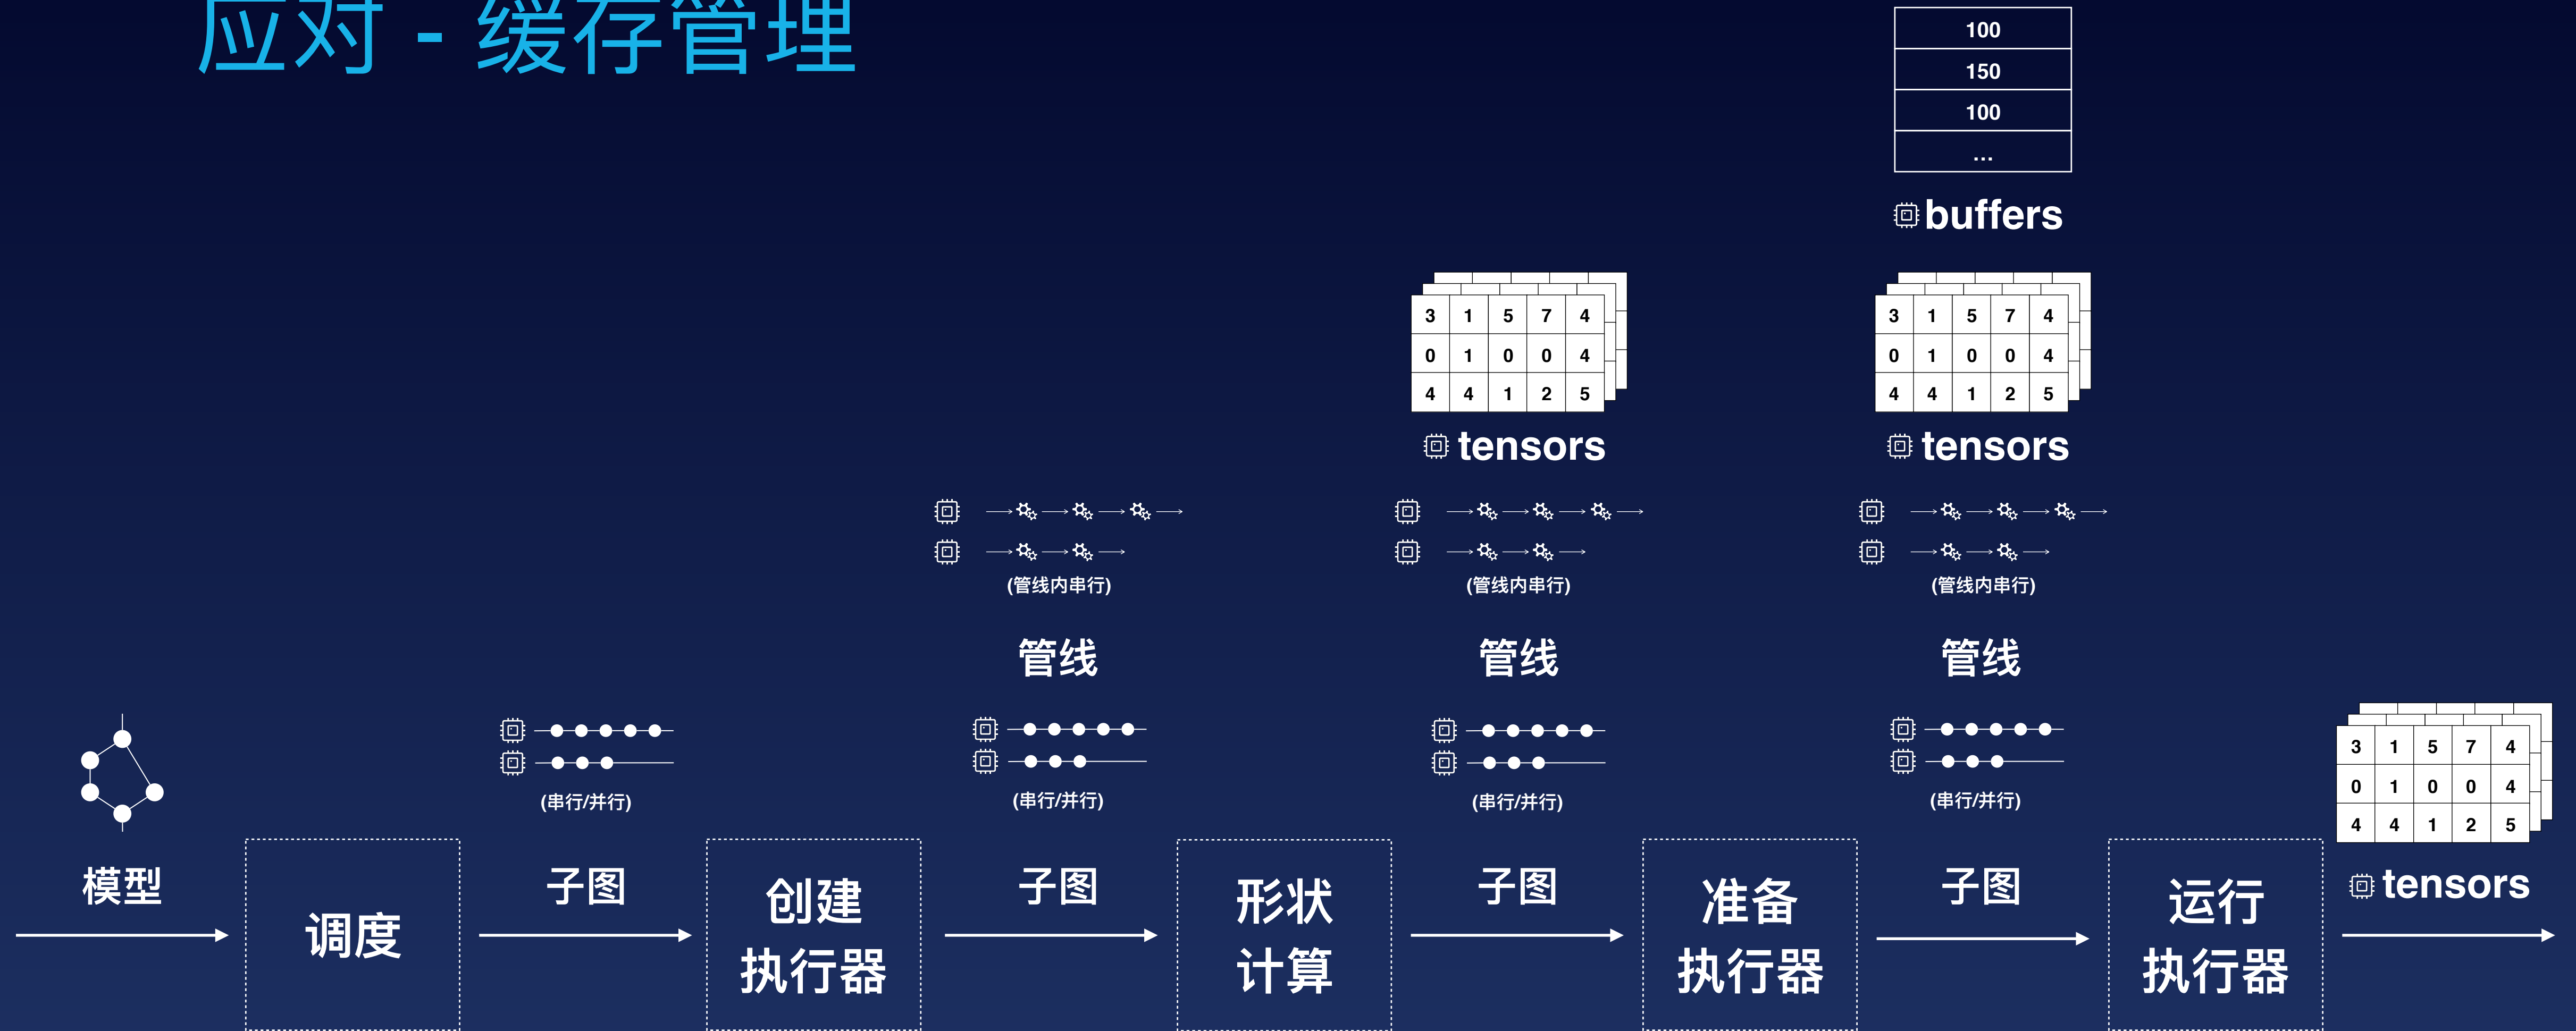 应对 - 缓存管理
100
150
100
...
buffers
3 1 5 7 4
0 1 0 0 4
4 4 1 2 5
tensors
3 1 5 7 4
0 1 0 0 4
4 4 1 2 5
tensors
(管线内串行)
(管线内串行)
(管线内串行)
管线
管线
管线
(串行/并行)
(串行/并行)
(串行/并行)
(串行/并行)
3 1 5 7 4
0 1 0 0 4
4 4 1 2 5
tensors
模型
调度
子图
创建
执行器
子图
形状
计算
子图
准备
执行器
子图
运行
执行器